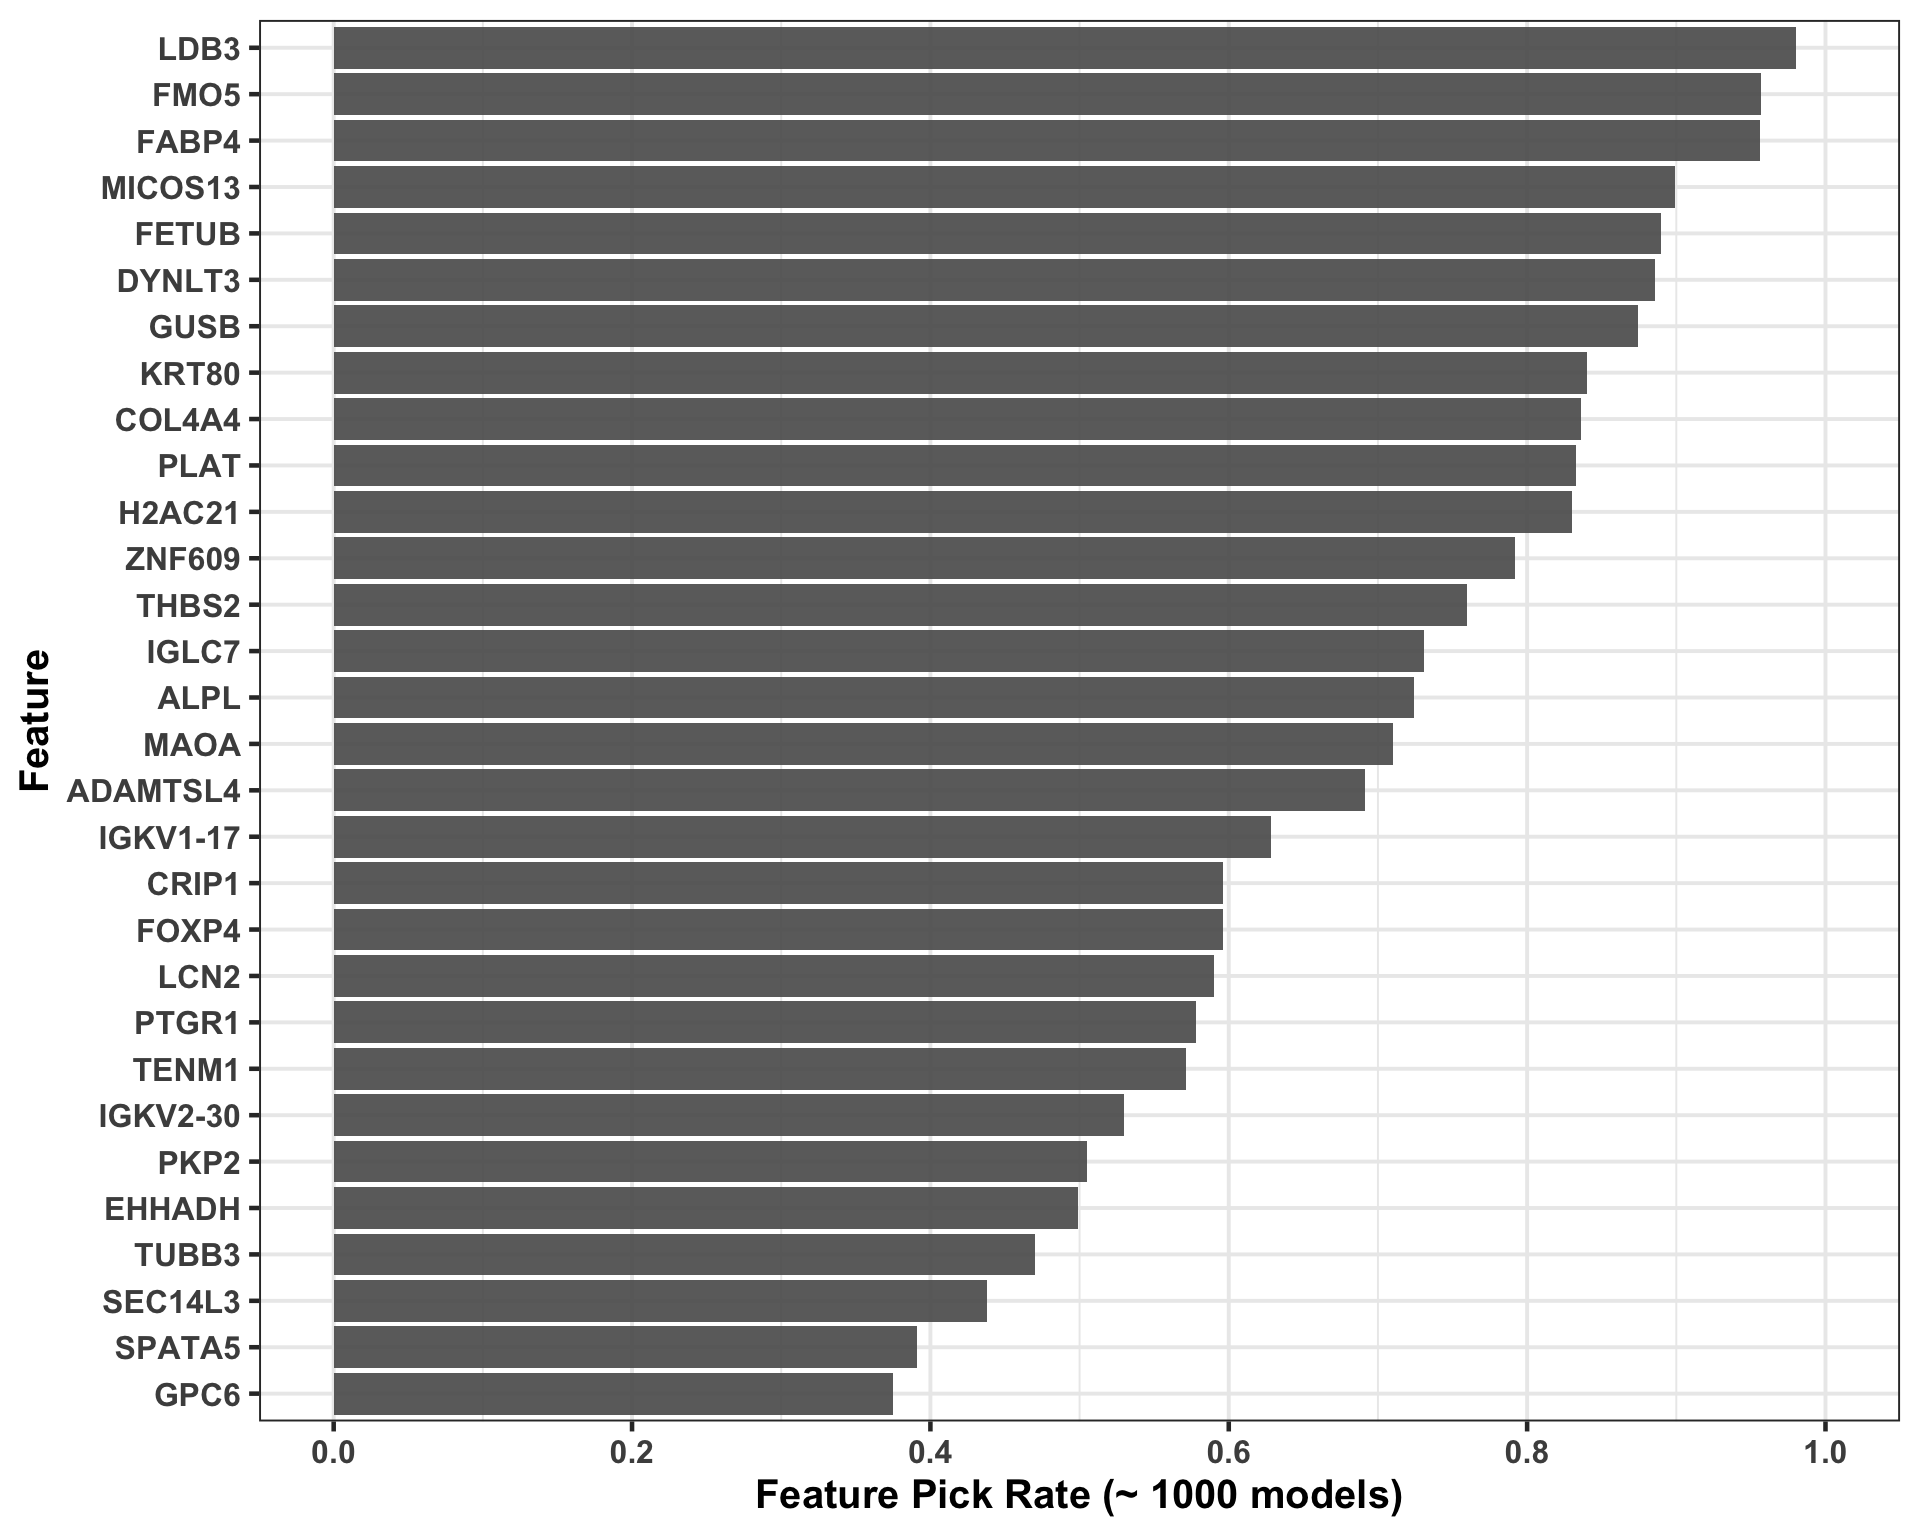 LDB3
FMO5
FABP4
MICOS13
FETUB
DYNLT3
GUSB
KRT80
COL4A4
PLAT
H2AC21
ZNF609
THBS2
IGLC7
ALPL
MAOA
ADAMTSL4
IGKV1-17
CRIP1
FOXP4
LCN2
PTGR1
TENM1
IGKV2-30
PKP2
EHHADH
TUBB3
SEC14L3
SPATA5
GPC6
Feature
0.0 0.2 0.4 0.6 0.8 1.0
Feature Pick Rate (~ 1000 models)